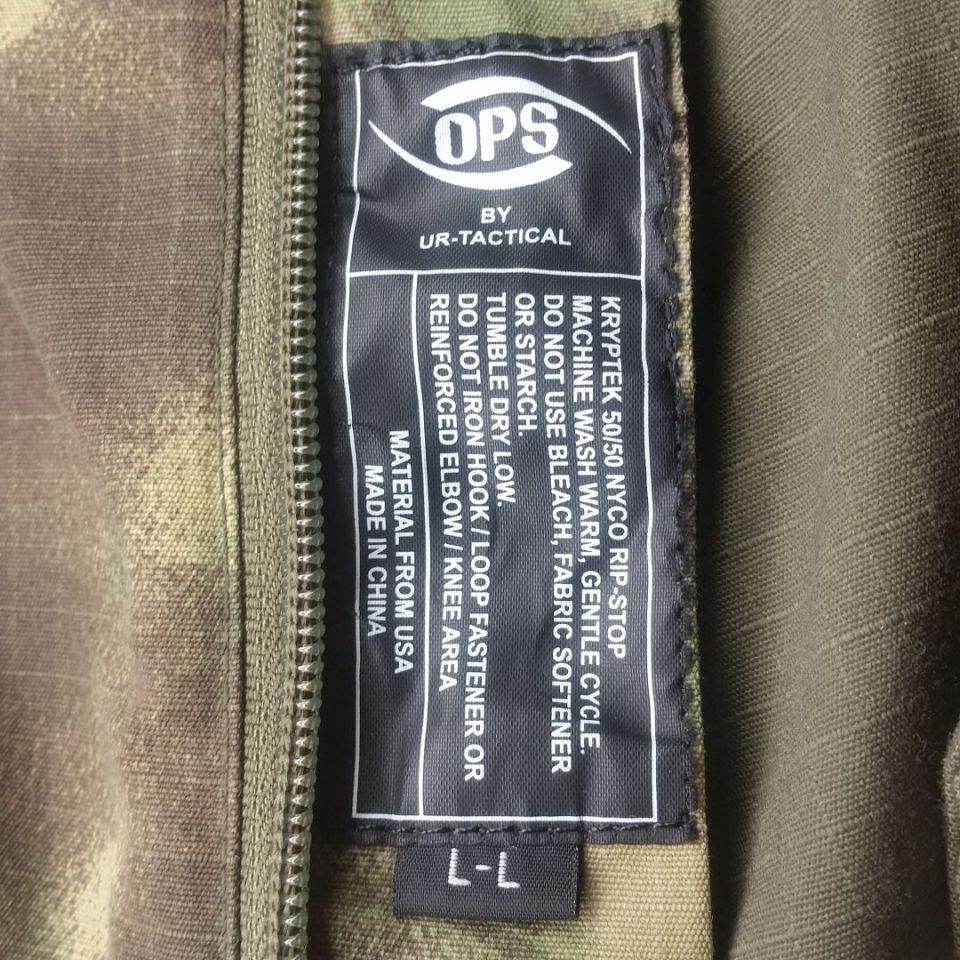 OPS
BY
UR-TACTICAL
KRYPTEK 50/50 NYCO RIP-STOP
MACHINE WASH WARM, GENTLE CYCLE.
DO NOT USE BLEACH, FABRIC SOFTENER
OR STARCH.
TUMBLE DRY LOW.
DO NOT IRON HOOK / LOOP FASTENER OR
REINFORCED ELBOW / KNEE AREA
MATERIAL FROM USA
MADE IN CHINA
L-L